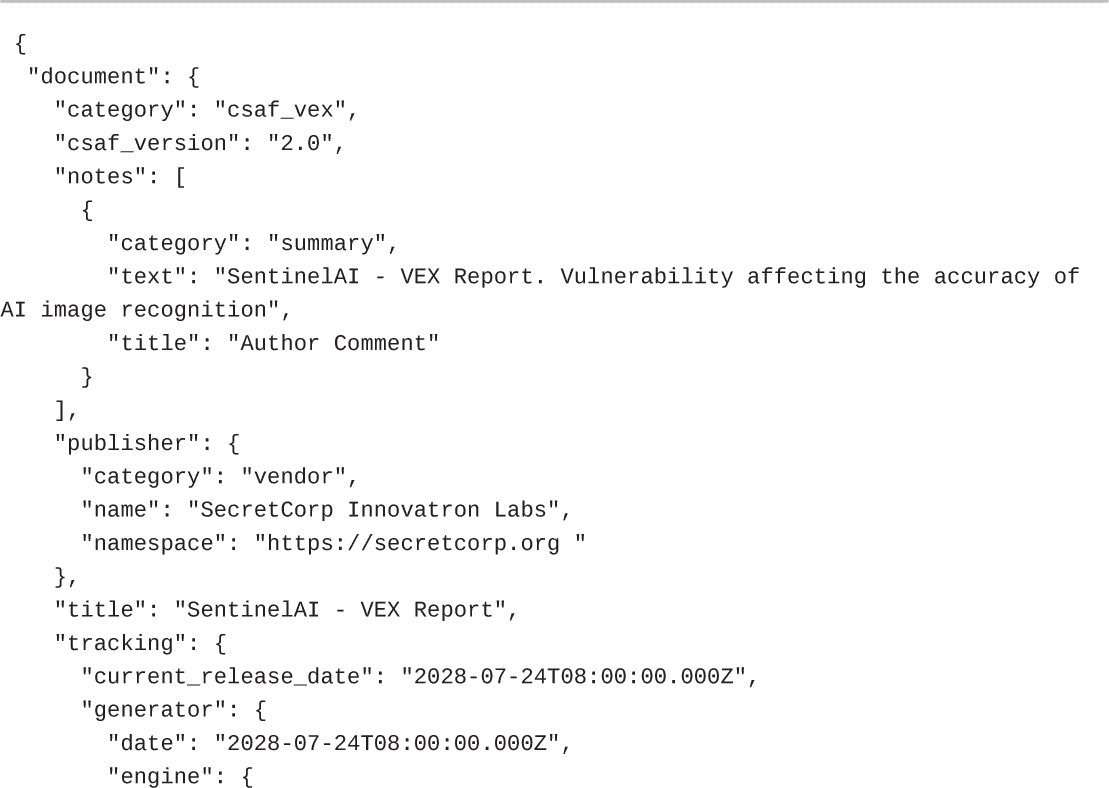 {
  "document": {
    "category": "csaf_vex",
    "csaf_version": "2.0",
    "notes": [
      {
        "category": "summary",
        "text": "SentinelAI - VEX Report. Vulnerability affecting the accuracy of
AI image recognition",
        "title": "Author Comment"
      }
    ],
    "publisher": {
      "category": "vendor",
      "name": "SecretCorp Innovatron Labs",
      "namespace": "https://secretcorp.org "
    },
    "title": "SentinelAI - VEX Report",
    "tracking": {
      "current_release_date": "2028-07-24T08:00:00.000Z",
      "generator": {
        "date": "2028-07-24T08:00:00.000Z",
        "engine": {